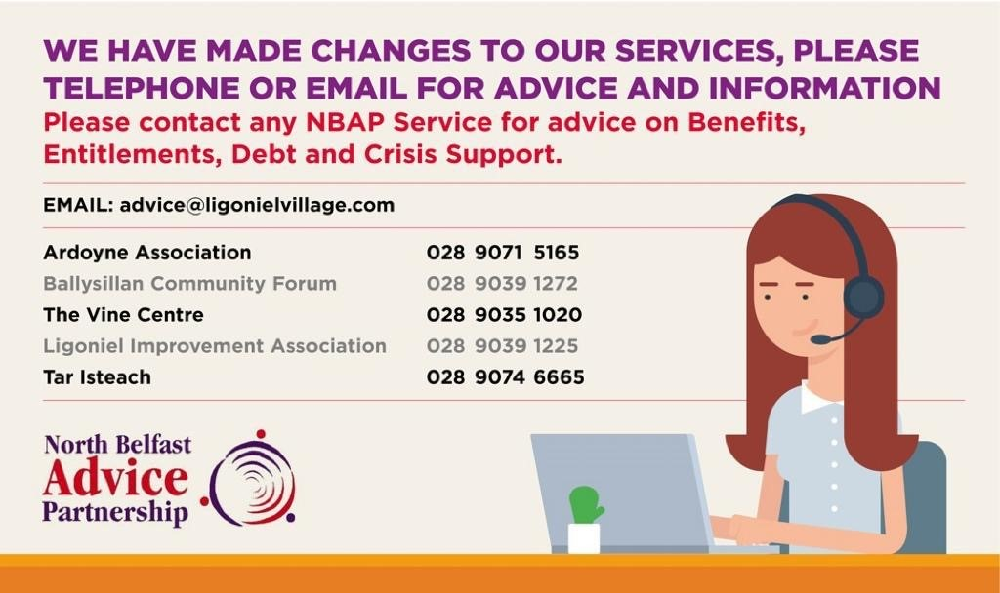 WE HAVE MADE CHANGES TO OUR SERVICES, PLEASE
TELEPHONE OR EMAIL FOR ADVICE AND INFORMATION
Please contact any NBAP Service for advice on Benefits,
Entitlements, Debt and Crisis Support.
EMAIL: advice@ligonielvillage.com
Ardoyne Association 028 9071 5165
Ballysillan Community Forum 028 9039 1272
The Vine Centre 028 9035 1020
Ligoniel Improvement Association 028 9039 1225
Tar Isteach 028 9074 6665
North Belfast
Advice
Partnership